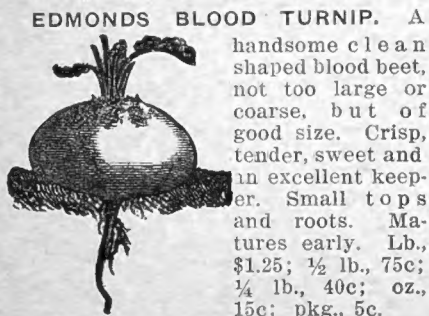 EDMONDS BLOOD TURNIP. A
handsome clean
shaped blood beet,
not too large or
coarse, but of
good size. Crisp,
tender, sweet and
an excellent keep-
er. Small tops
and roots. Ma-
tures early. Lb.,
$1.25; ½ lb., 75c;
¼ lb., 40c; oz.,
15c; pkg., 5c.